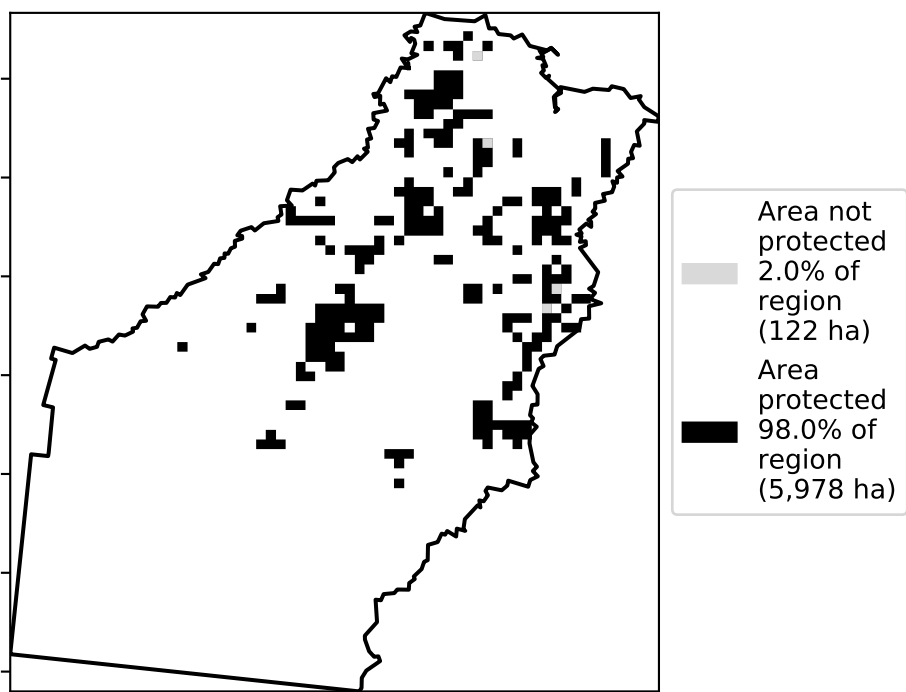 Area not
protected
2.0% of
region
(122 ha)
Area
protected
98.0% of
region
(5,978 ha)